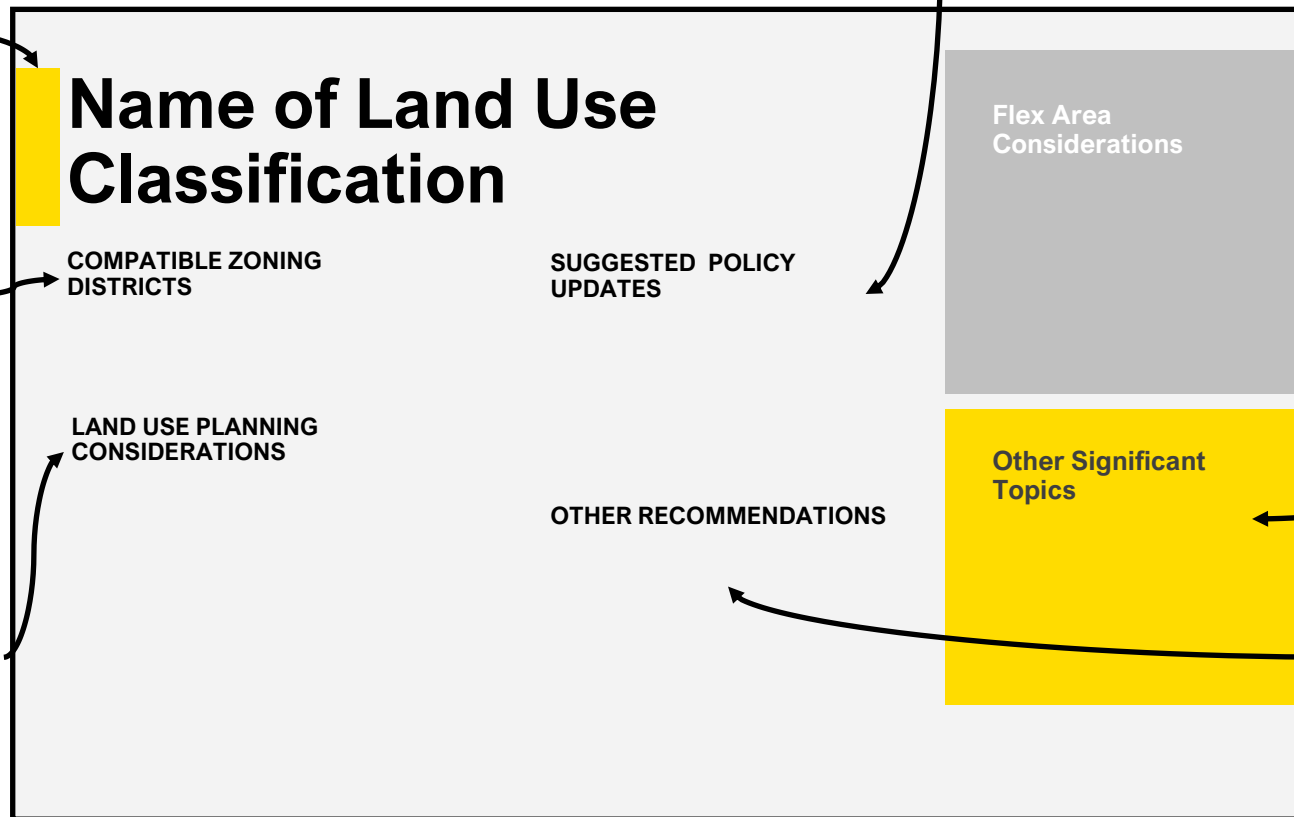 Name of Land Use
Classification
COMPATIBLE ZONING
DISTRICTS
LAND USE PLANNING
CONSIDERATIONS
SUGGESTED POLICY
UPDATES
OTHER RECOMMENDATIONS
Flex Area
Considerations
Other Significant
Topics